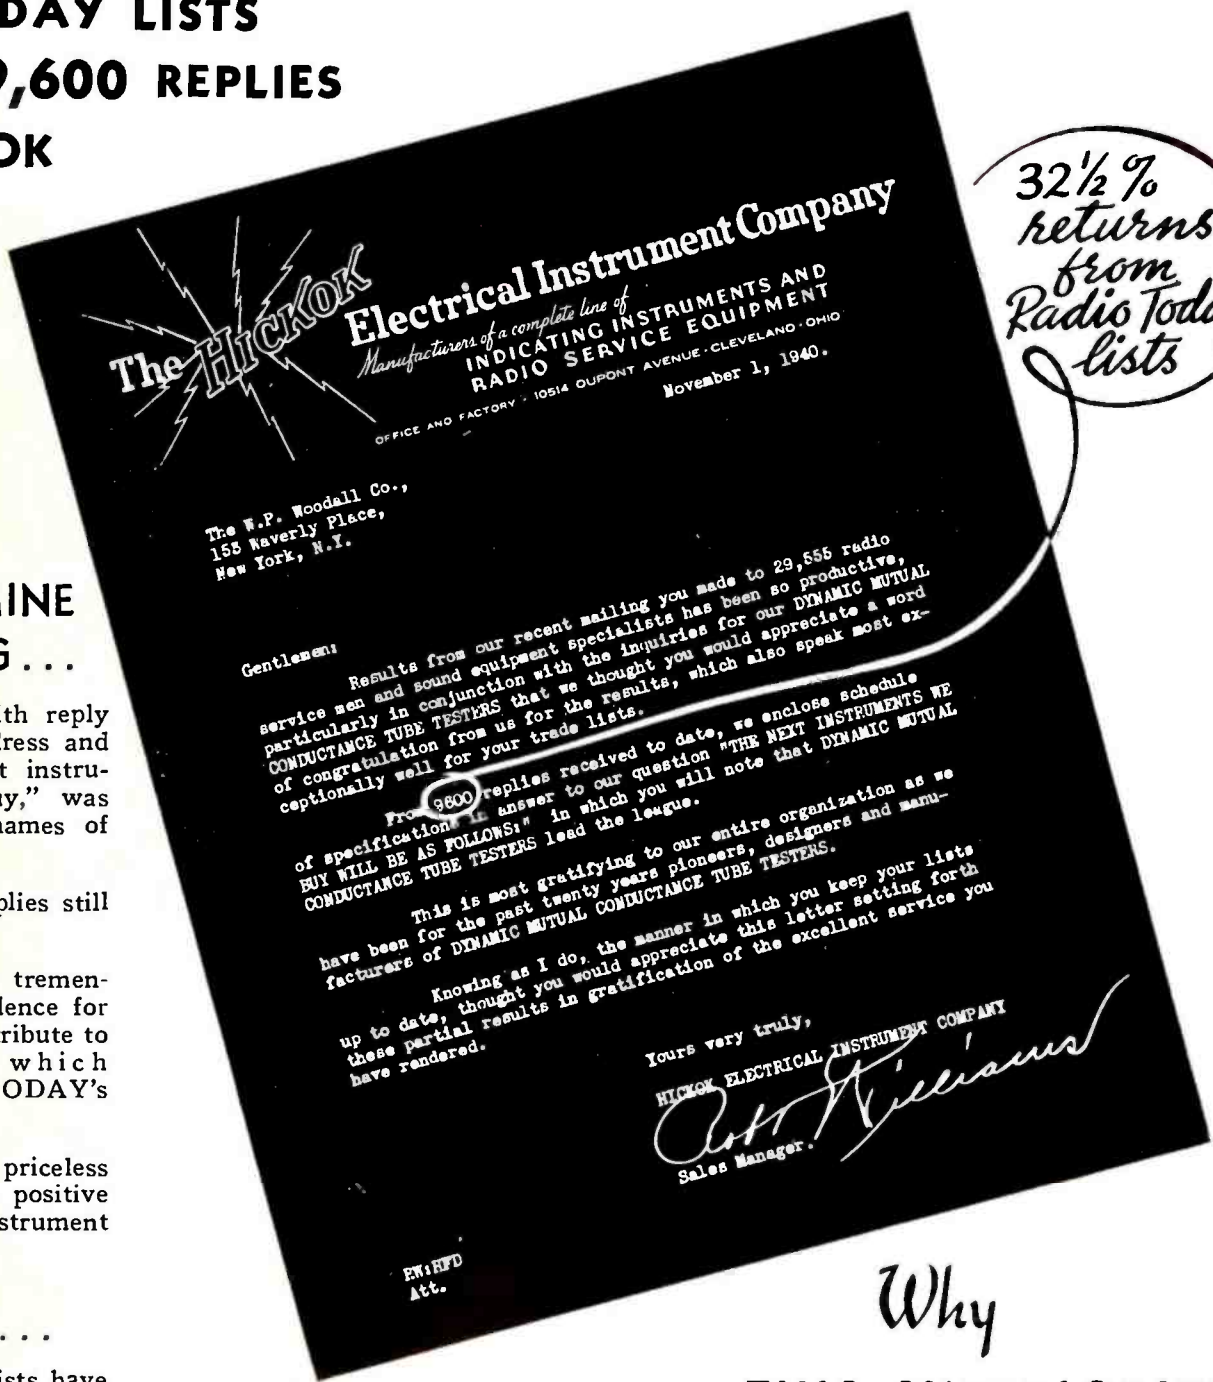 DAY LISTS
9,600 REPLIES
OK
The HICKOK
Electrical Instrument Company
Manufacturers of a complete line of
INDICATING INSTRUMENTS AND
RADIO SERVICE EQUIPMENT
OFFICE AND FACTORY · 10514 DUPONT AVENUE · CLEVELAND · OHIO
November 1, 1940.
32½%
returns
from
Radio Toda
lists
The W.P. Woodall Co.,
153 Waverly Place,
New York, N.Y.
Gentlemen:
Results from our recent mailing you made to 29,555 radio
service men and sound equipment specialists has been so productive,
particularly in conjunction with the inquiries for our DYNAMIC MUTUAL
CONDUCTANCE TUBE TESTERS that we thought you would appreciate a word
of congratulation from us for the results, which also speak most ex-
ceptionally well for your trade lists.
From 9600 replies received to date, we enclose schedule
of specifications in answer to our question "THE NEXT INSTRUMENTS WE
BUY WILL BE AS FOLLOWS:" in which you will note that DYNAMIC MUTUAL
CONDUCTANCE TUBE TESTERS lead the league.
This is most gratifying to our entire organization as we
have been for the past twenty years pioneers, designers and manu-
facturers of DYNAMIC MUTUAL CONDUCTANCE TUBE TESTERS.
Knowing as I do, the manner in which you keep your lists
up to date, thought you would appreciate this letter setting forth
these partial results in gratification of the excellent service you
have rendered.
Yours very truly,
HICKOK ELECTRICAL INSTRUMENT COMPANY
Robt Williams
Sales Manager.
RW:HFD
Att.
INE
G...
ith reply
ress and
t instru-
uy," was
names of
plies still
tremen-
dence for
ribute to
which
ODAY's
priceless
positive
strument
...
ists have
Why